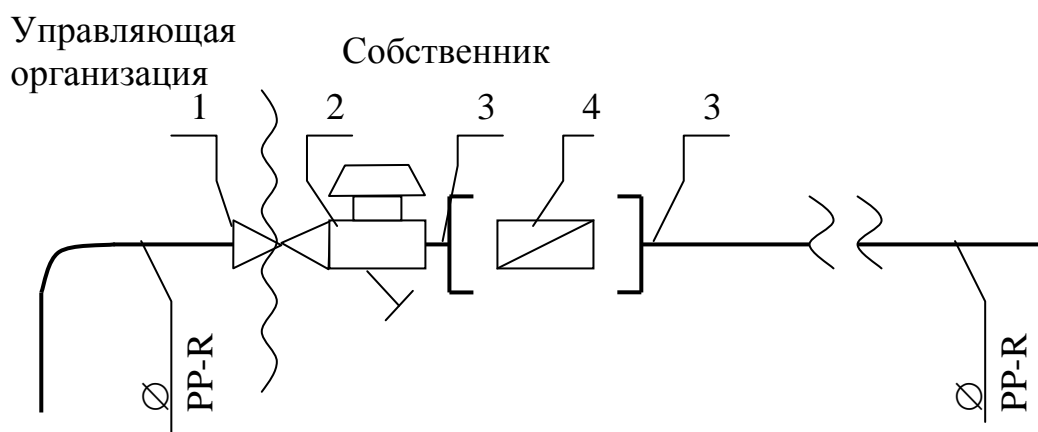 Управляющая
организация
Собственник
1
2
3
4
3
∅ PP-R
∅ PP-R